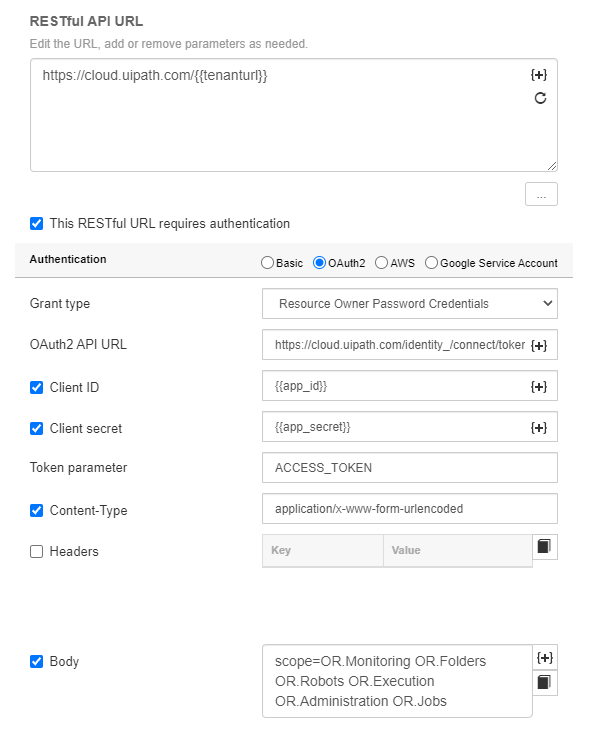 RESTful API URL
Edit the URL, add or remove parameters as needed.
https://cloud.uipath.com/{{tenanturl}}
{+}
...
This RESTful URL requires authentication
Authentication Basic OAuth2 AWS Google Service Account
Grant type Resource Owner Password Credentials
OAuth2 API URL https://cloud.uipath.com/identity_/connect/token {+}
Client ID {{app_id}} {+}
Client secret {{app_secret}} {+}
Token parameter ACCESS_TOKEN
Content-Type application/x-www-form-urlencoded
Headers Key Value
Body scope=OR.Monitoring OR.Folders {+}
OR.Robots OR.Execution
OR.Administration OR.Jobs